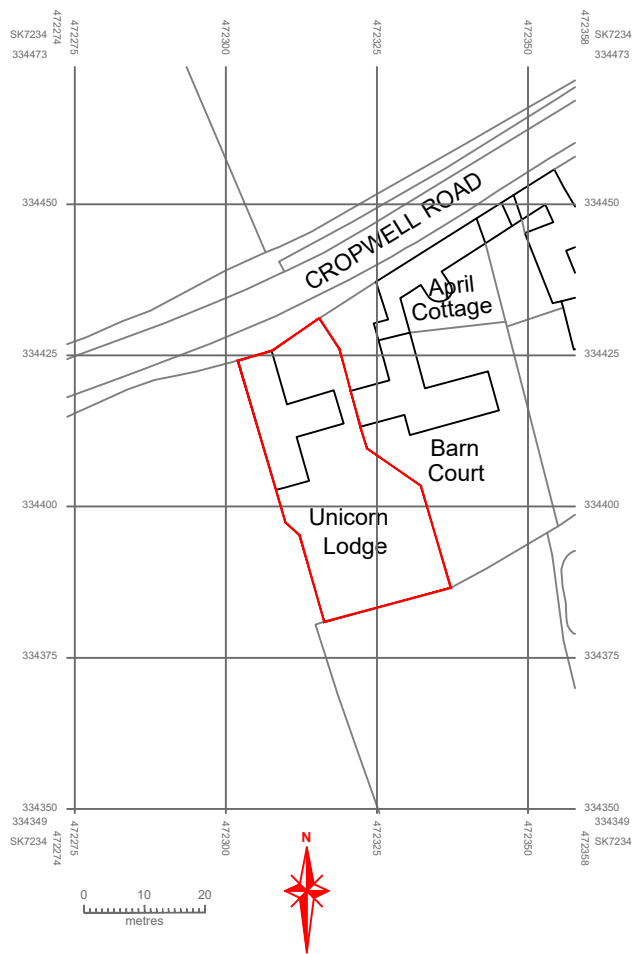 472274
472275
472300
472325
472350
472358
SK7234
334473
SK7234
334473
334450
334450
CROPWELL ROAD
April
Cottage
334425
334425
Barn
Court
334400
334400
Unicorn
Lodge
334375
334375
334350
334350
334349
SK7234
334349
SK7234
472274
472275
472300
472325
472350
472358
N
0 10 20
metres